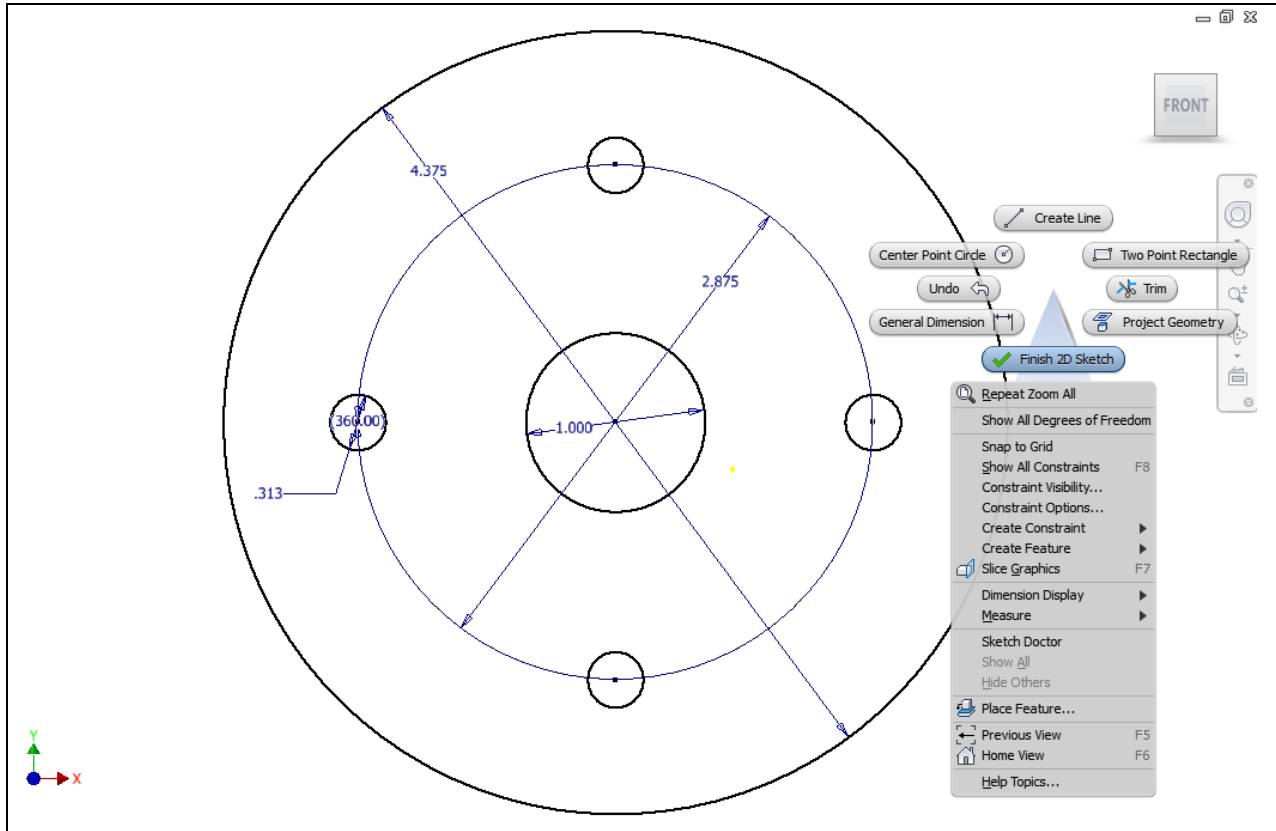 FRONT
4.375
2.875
(360.00)
1.000
.313
Create Line
Center Point Circle
Two Point Rectangle
Undo
Trim
General Dimension
Project Geometry
Finish 2D Sketch
Repeat Zoom All
Show All Degrees of Freedom
Snap to Grid
Show All Constraints F8
Constraint Visibility...
Constraint Options...
Create Constraint
Create Feature
Slice Graphics F7
Dimension Display
Measure
Sketch Doctor
Show All
Hide Others
Place Feature...
Previous View F5
Home View F6
Help Topics...
Y
X